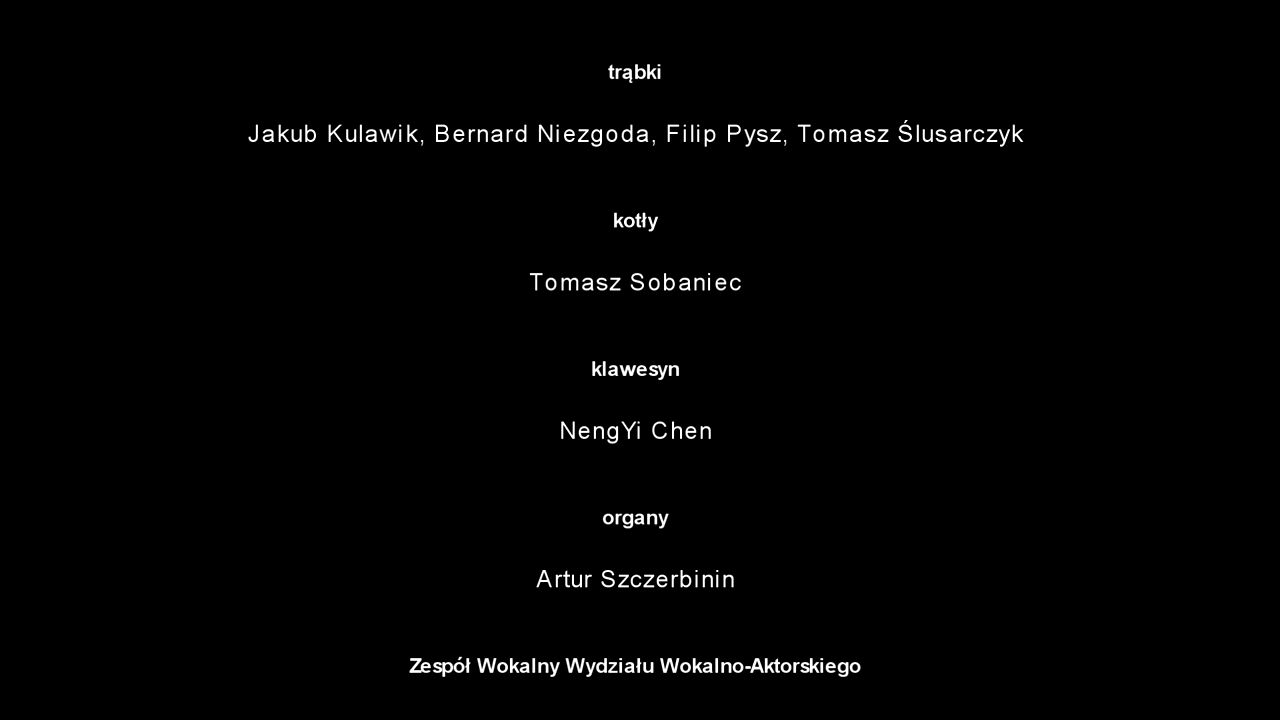 trąbki
Jakub Kulawik, Bernard Niezgoda, Filip Pysz, Tomasz Ślusarczyk
kotły
Tomasz Sobaniec
klawesyn
NengYi Chen
organy
Artur Szczerbinin
Zespół Wokalny Wydziału Wokalno-Aktorskiego